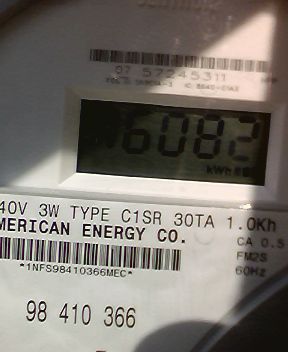 97 57245311
6082
kWh
40V 3W TYPE C1SR 30TA 1.0Kh
MERICAN ENERGY CO.
CA 0.5
*1NFS98410366MEC*
FM2S
60Hz
98 410 366